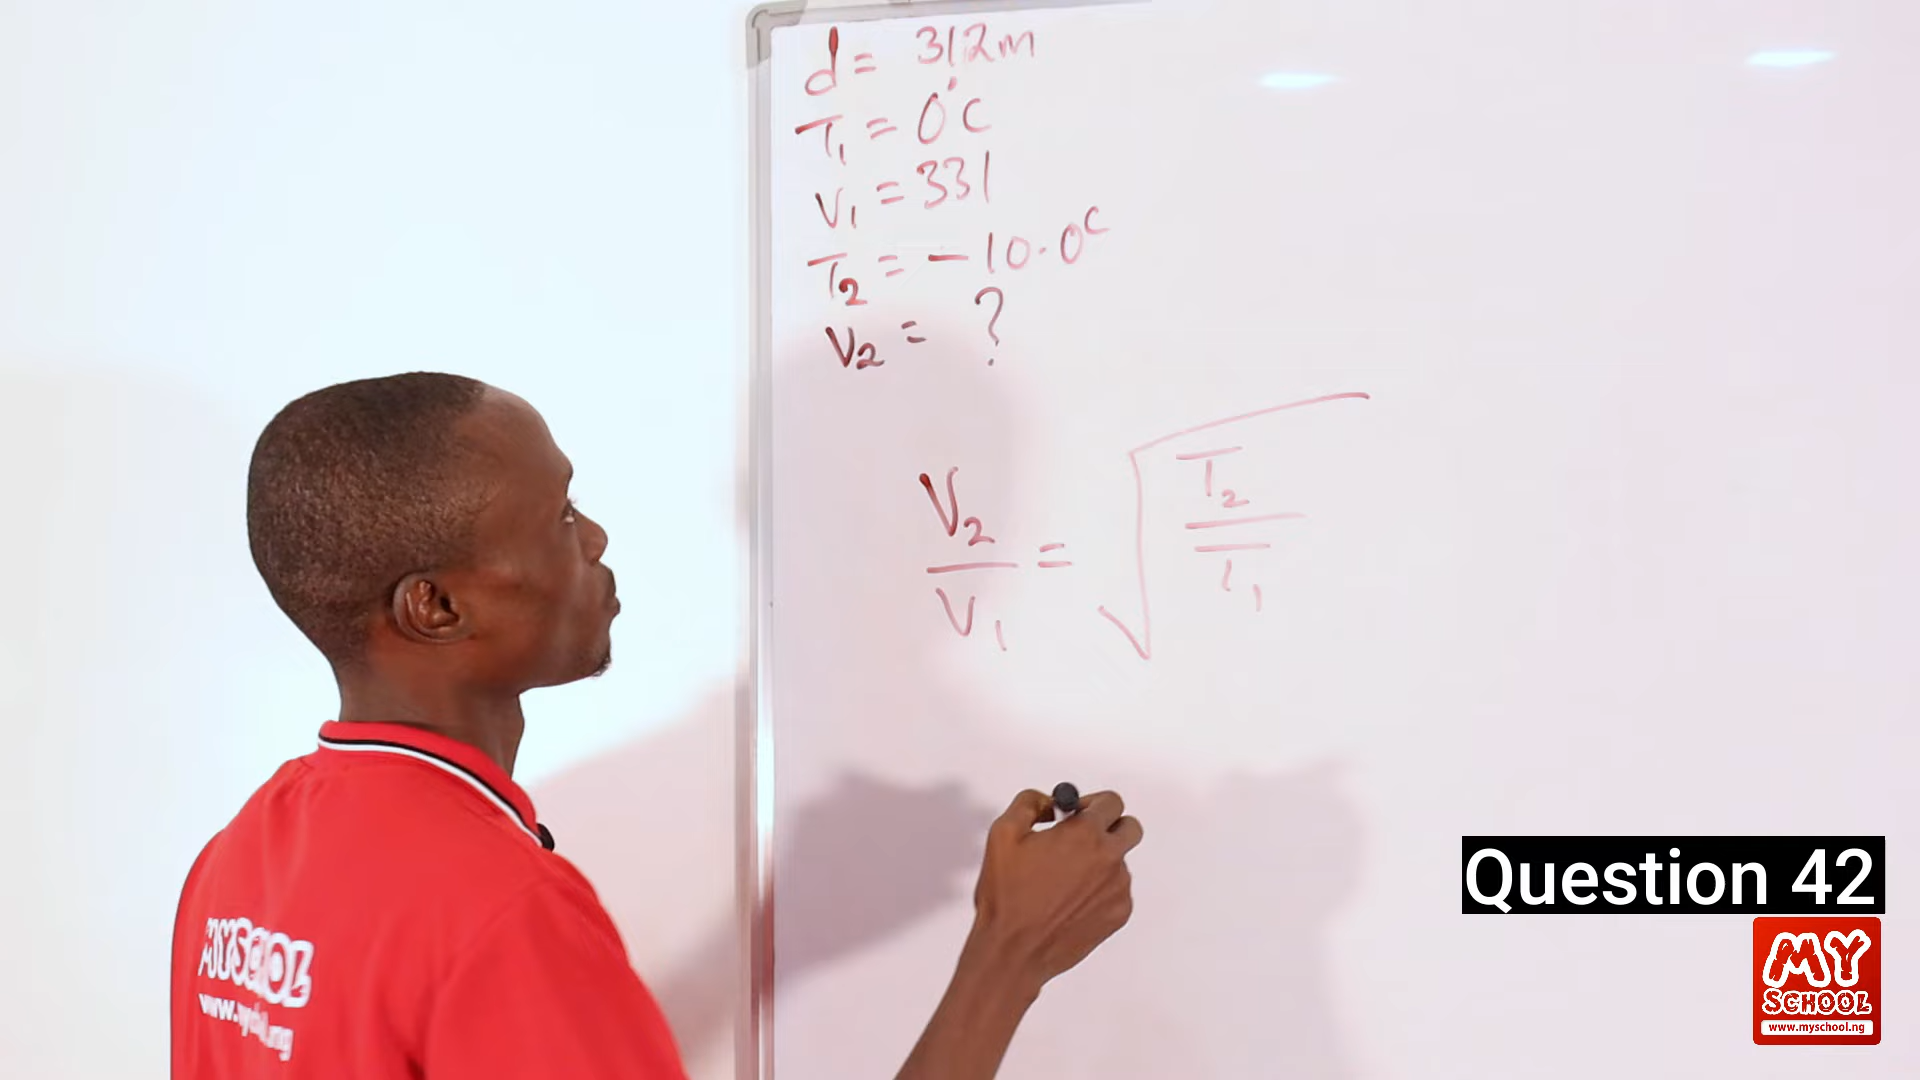 d = 312m
T₁ = 0°C
V₁ = 331
T₂ = -10.0°C
V₂ = ?
V₂/V₁ = √(T₂/T₁)
Question 42
MY
SCHOOL
www.myschool.ng
MYSCHOOL